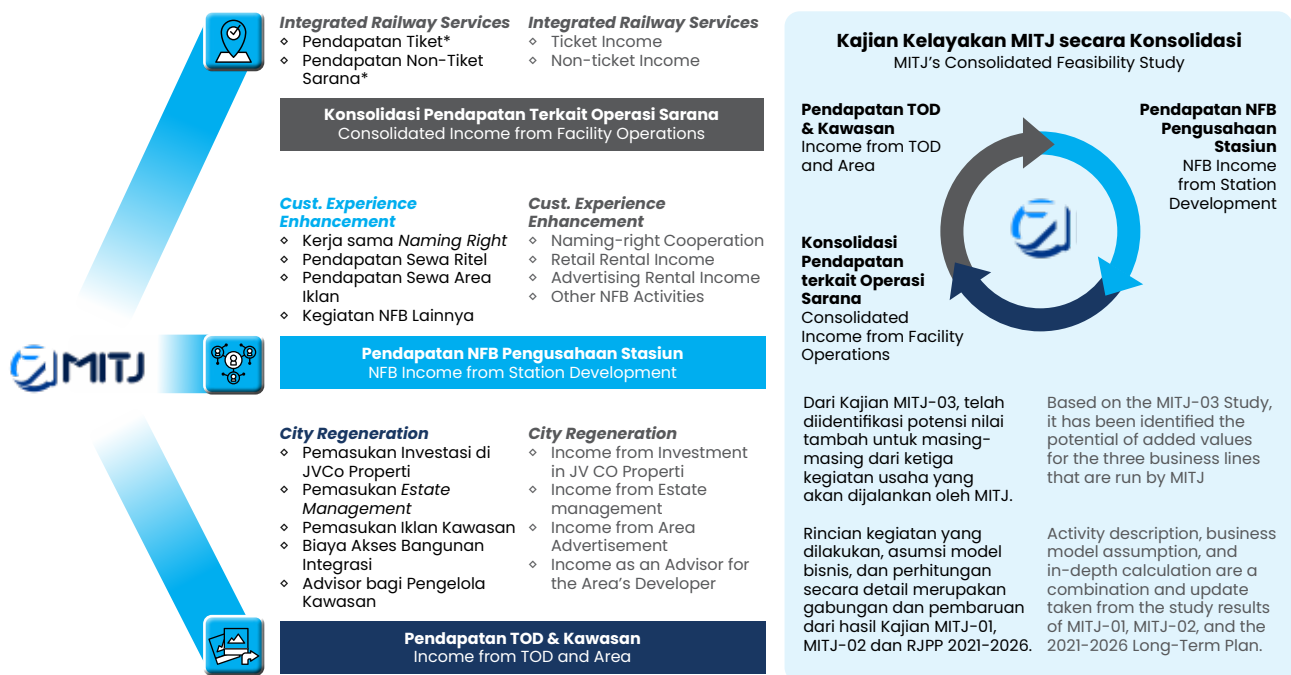 MITJ
Integrated Railway Services
⬦ Pendapatan Tiket*
⬦ Pendapatan Non-Tiket
Sarana*
Integrated Railway Services
⬦ Ticket Income
⬦ Non-ticket Income
Konsolidasi Pendapatan Terkait Operasi Sarana
Consolidated Income from Facility Operations
Cust. Experience
Enhancement
⬦ Kerja sama Naming Right
⬦ Pendapatan Sewa Ritel
⬦ Pendapatan Sewa Area
Iklan
⬦ Kegiatan NFB Lainnya
Cust. Experience
Enhancement
⬦ Naming-right Cooperation
⬦ Retail Rental Income
⬦ Advertising Rental Income
⬦ Other NFB Activities
Pendapatan NFB Pengusahaan Stasiun
NFB Income from Station Development
City Regeneration
⬦ Pemasukan Investasi di
JVCo Properti
⬦ Pemasukan Estate
Management
⬦ Pemasukan Iklan Kawasan
⬦ Biaya Akses Bangunan
Integrasi
⬦ Advisor bagi Pengelola
Kawasan
City Regeneration
⬦ Income from Investment
in JV CO Properti
⬦ Income from Estate
management
⬦ Income from Area
Advertisement
⬦ Income as an Advisor for
the Area's Developer
Pendapatan TOD & Kawasan
Income from TOD and Area
Kajian Kelayakan MITJ secara Konsolidasi
MITJ's Consolidated Feasibility Study
Pendapatan TOD
& Kawasan
Income from TOD
and Area
Pendapatan NFB
Pengusahaan
Stasiun
NFB Income
from Station
Development
Konsolidasi
Pendapatan
terkait Operasi
Sarana
Consolidated
Income from Facility
Operations
Dari Kajian MITJ-03, telah
diidentifikasi potensi nilai
tambah untuk masing-
masing dari ketiga
kegiatan usaha yang
akan dijalankan oleh MITJ.
Based on the MITJ-03 Study,
it has been identified the
potential of added values
for the three business lines
that are run by MITJ
Rincian kegiatan yang
dilakukan, asumsi model
bisnis, dan perhitungan
secara detail merupakan
gabungan dan pembaruan
dari hasil Kajian MITJ-01,
MITJ-02 dan RJPP 2021-2026.
Activity description, business
model assumption, and
in-depth calculation are a
combination and update
taken from the study results
of MITJ-01, MITJ-02, and the
2021-2026 Long-Term Plan.